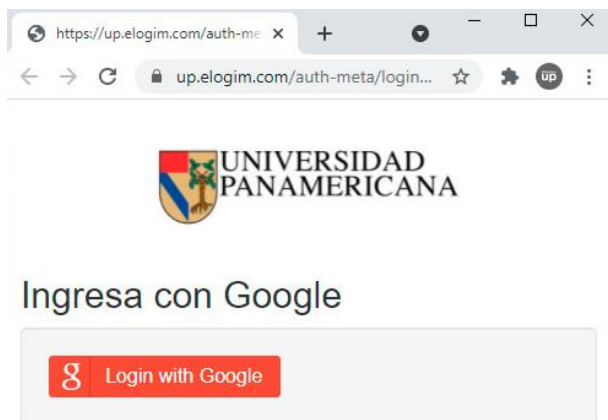 https://up.elogim.com/auth-me
up.elogim.com/auth-meta/login...
up
UNIVERSIDAD
PANAMERICANA
Ingresa con Google
g Login with Google